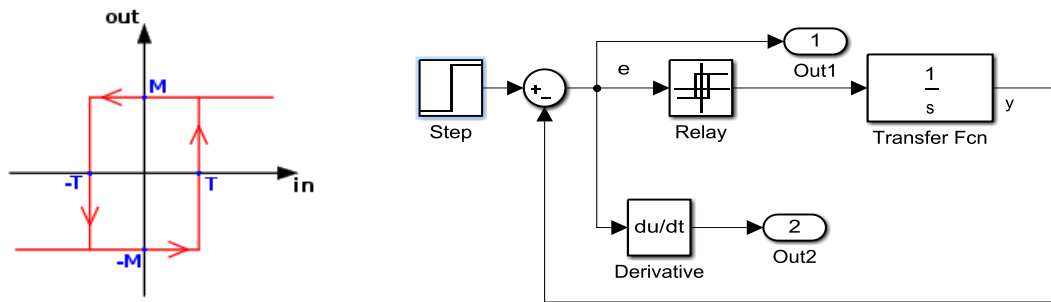 out
M
-T
T
in
-M
Step
+
-
e
1
Out1
Relay
1
s
Transfer Fcn
y
du/dt
Derivative
2
Out2